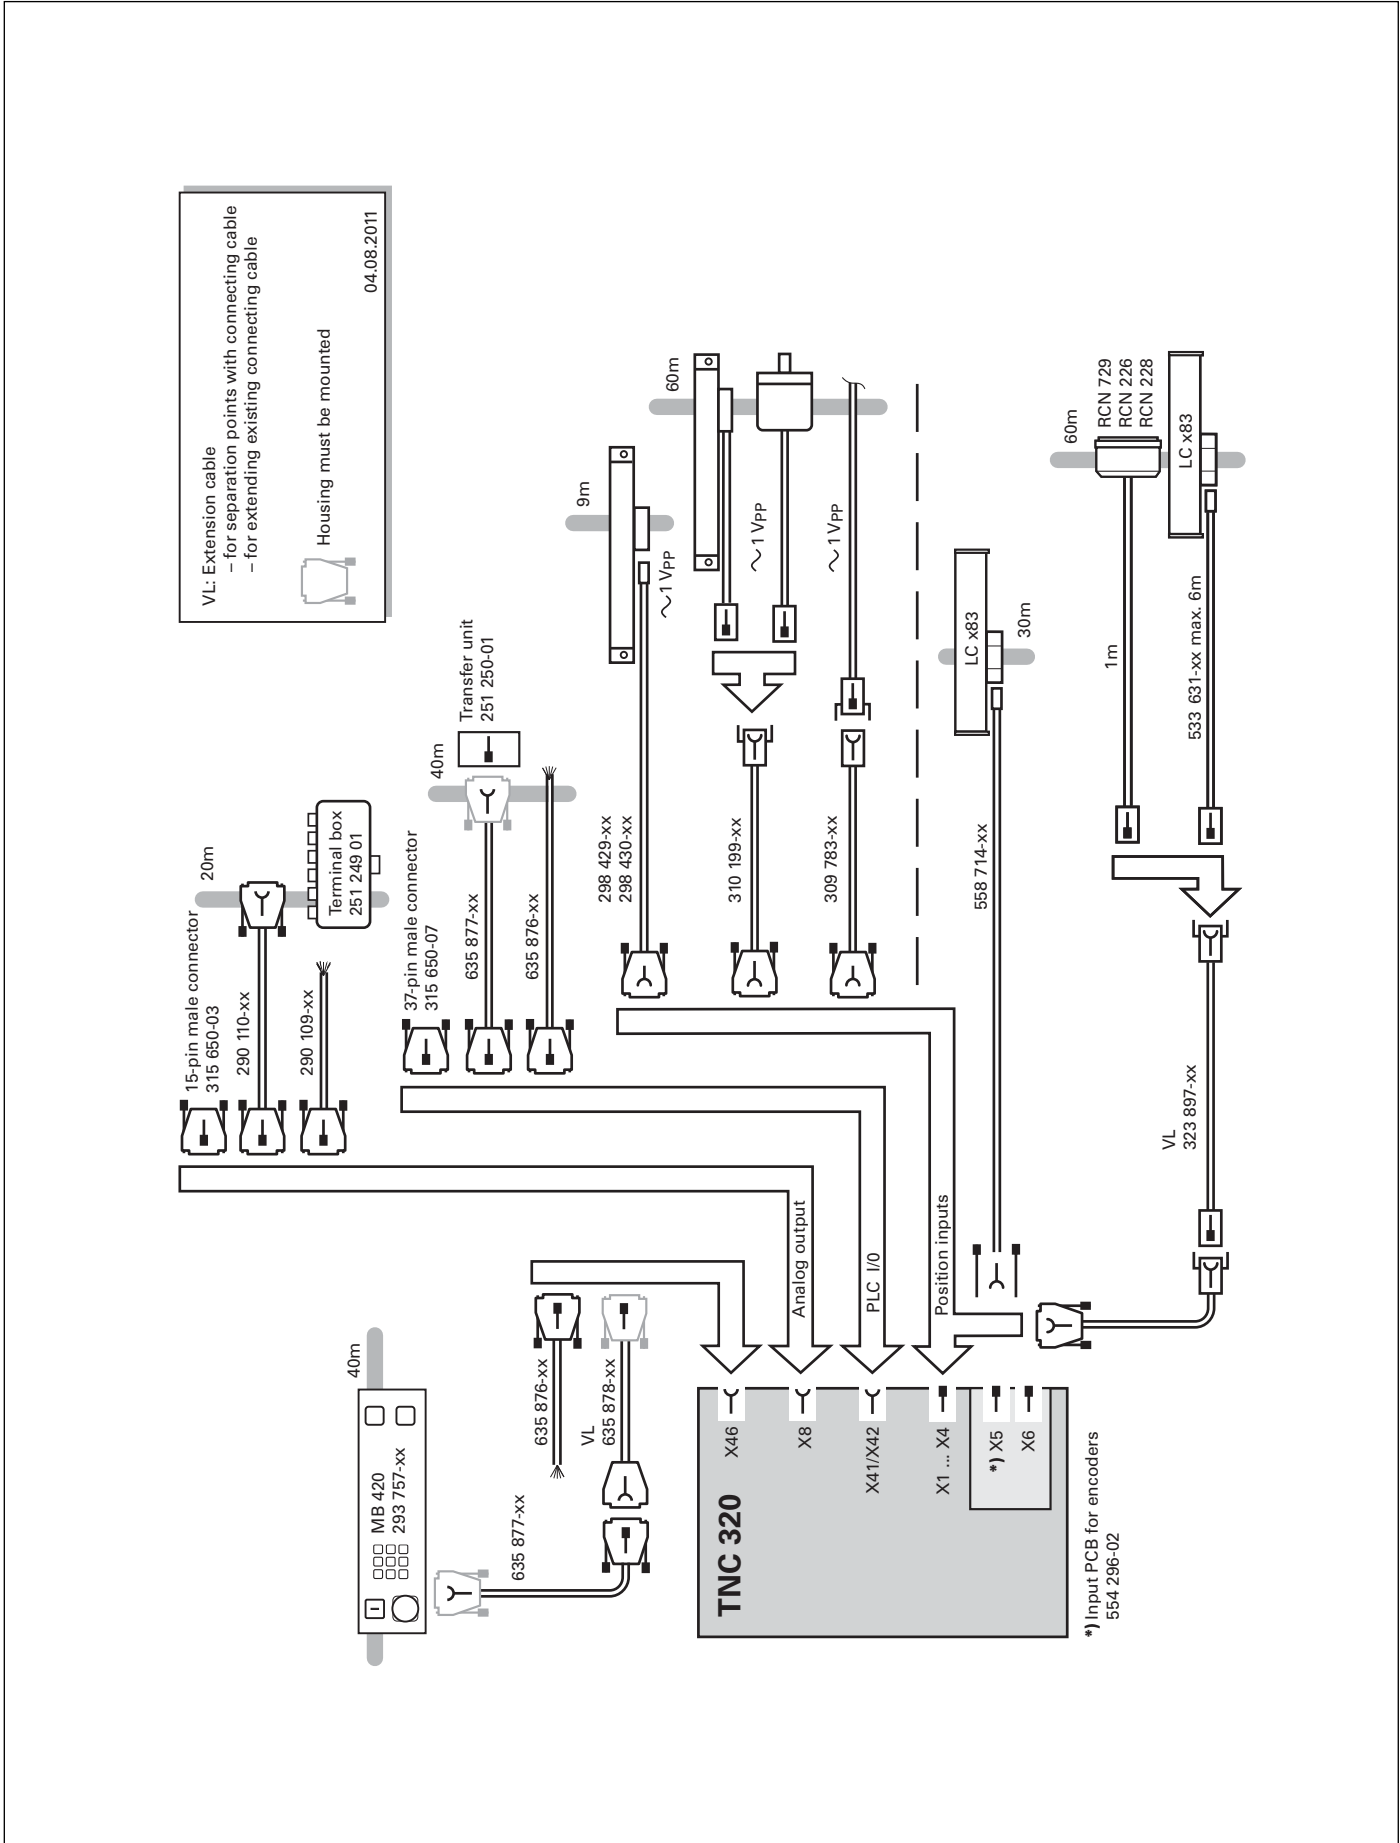 VL: Extension cable
– for separation points with connecting cable
– for extending existing connecting cable
Housing must be mounted
04.08.2011
15-pin male connector
315 650-03
20m
290 110-xx
Terminal box
251 249 01
290 109-xx
37-pin male connector
315 650-07
40m
Transfer unit
251 250-01
635 877-xx
635 876-xx
9m
298 429-xx
298 430-xx
~1 VPP
60m
310 199-xx
~1 VPP
309 783-xx
~1 VPP
558 714-xx
LC x83
30m
60m
RCN 729
RCN 226
RCN 228
1m
LC x83
533 631-xx max. 6m
VL
323 897-xx
Analog output
PLC I/0
Position inputs
40m
MB 420
293 757-xx
635 877-xx
635 876-xx
VL
635 878-xx
TNC 320
X46
X8
X41/X42
X1 ... X4
*) X5
X6
*) Input PCB for encoders
554 296-02